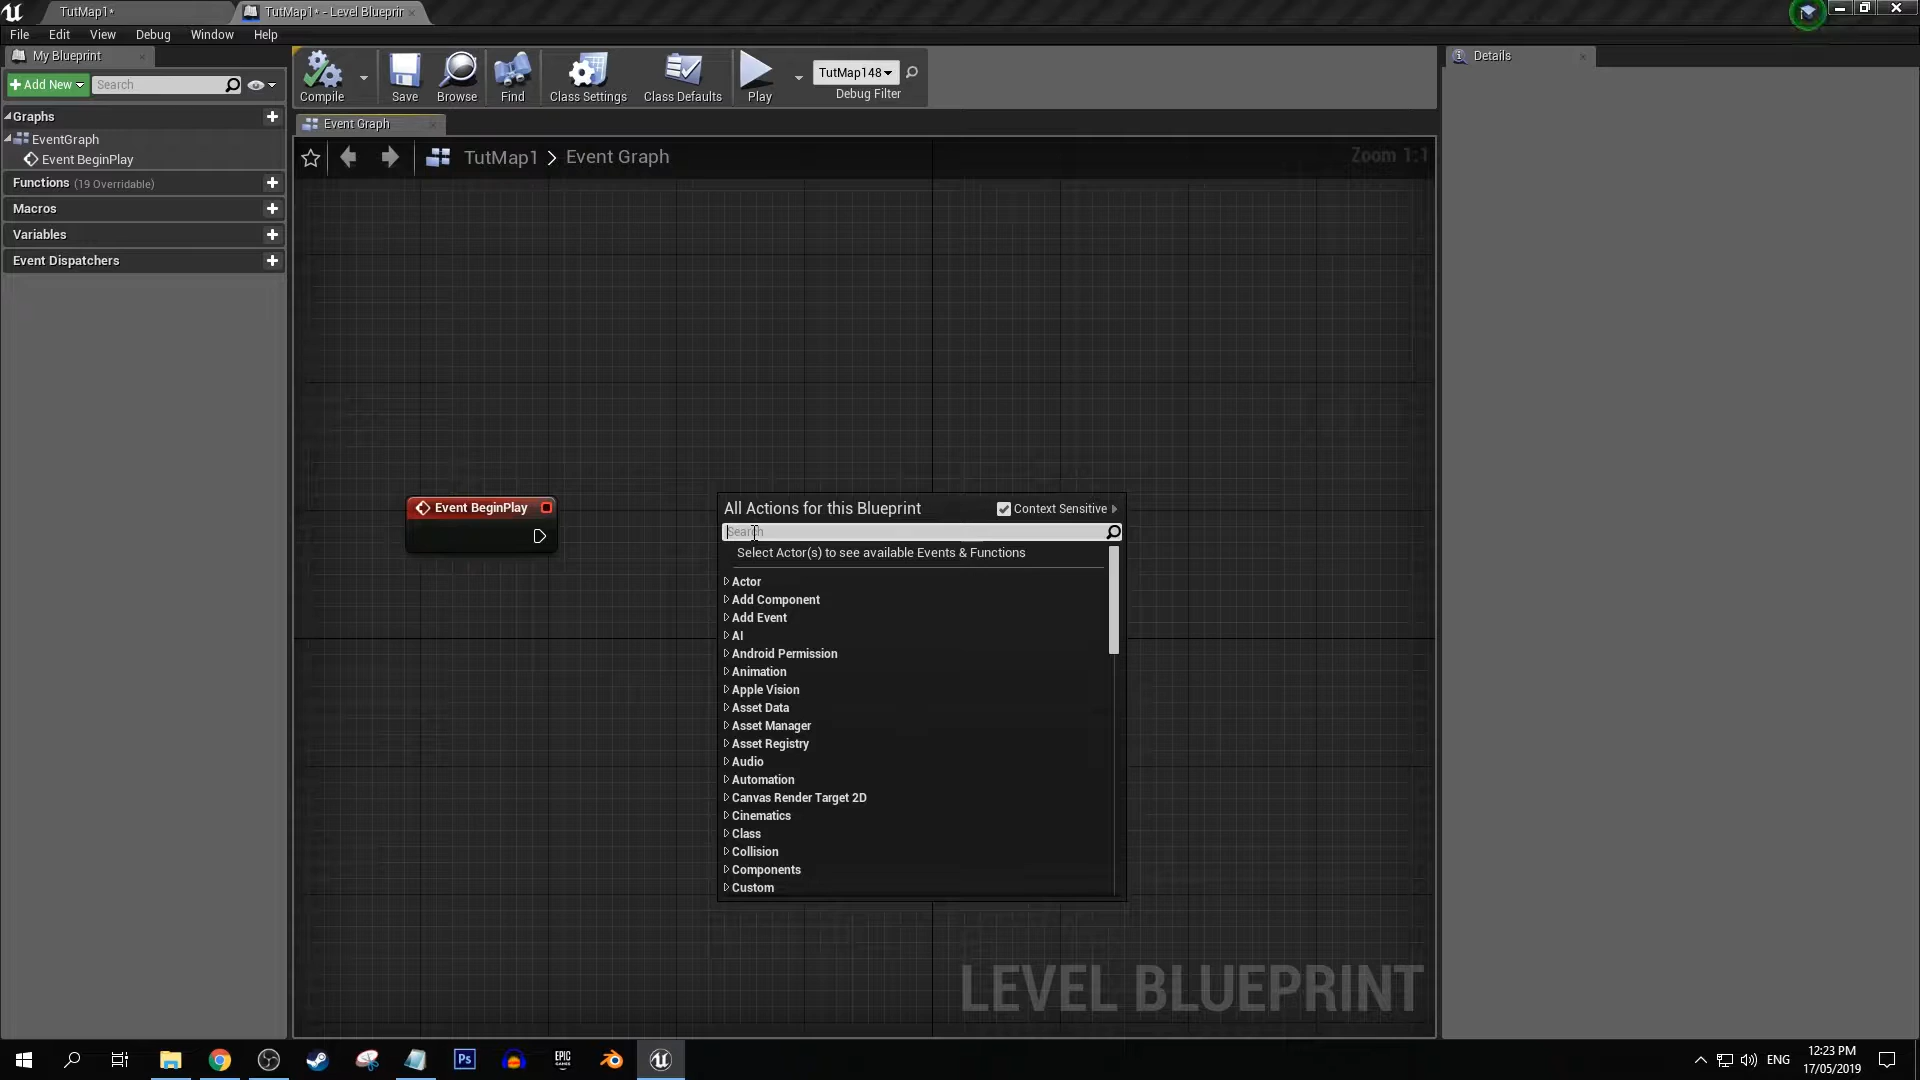 TutMap1*
TutMap1* - Level Blueprin
File Edit View Debug Window Help
My Blueprint
Details
Add New
Search
Compile
Save
Browse
Find
Class Settings
Class Defaults
Play
TutMap148
Debug Filter
Graphs
EventGraph
Event BeginPlay
Functions (19 Overridable)
Macros
Variables
Event Dispatchers
Event Graph
TutMap1 > Event Graph
Zoom 1:1
Event BeginPlay
All Actions for this Blueprint
Context Sensitive
Search
Select Actor(s) to see available Events & Functions
Actor
Add Component
Add Event
AI
Android Permission
Animation
Apple Vision
Asset Data
Asset Manager
Asset Registry
Audio
Automation
Canvas Render Target 2D
Cinematics
Class
Collision
Components
Custom
LEVEL BLUEPRINT
Ps
EPIC
GAMES
ENG
12:23 PM
17/05/2019